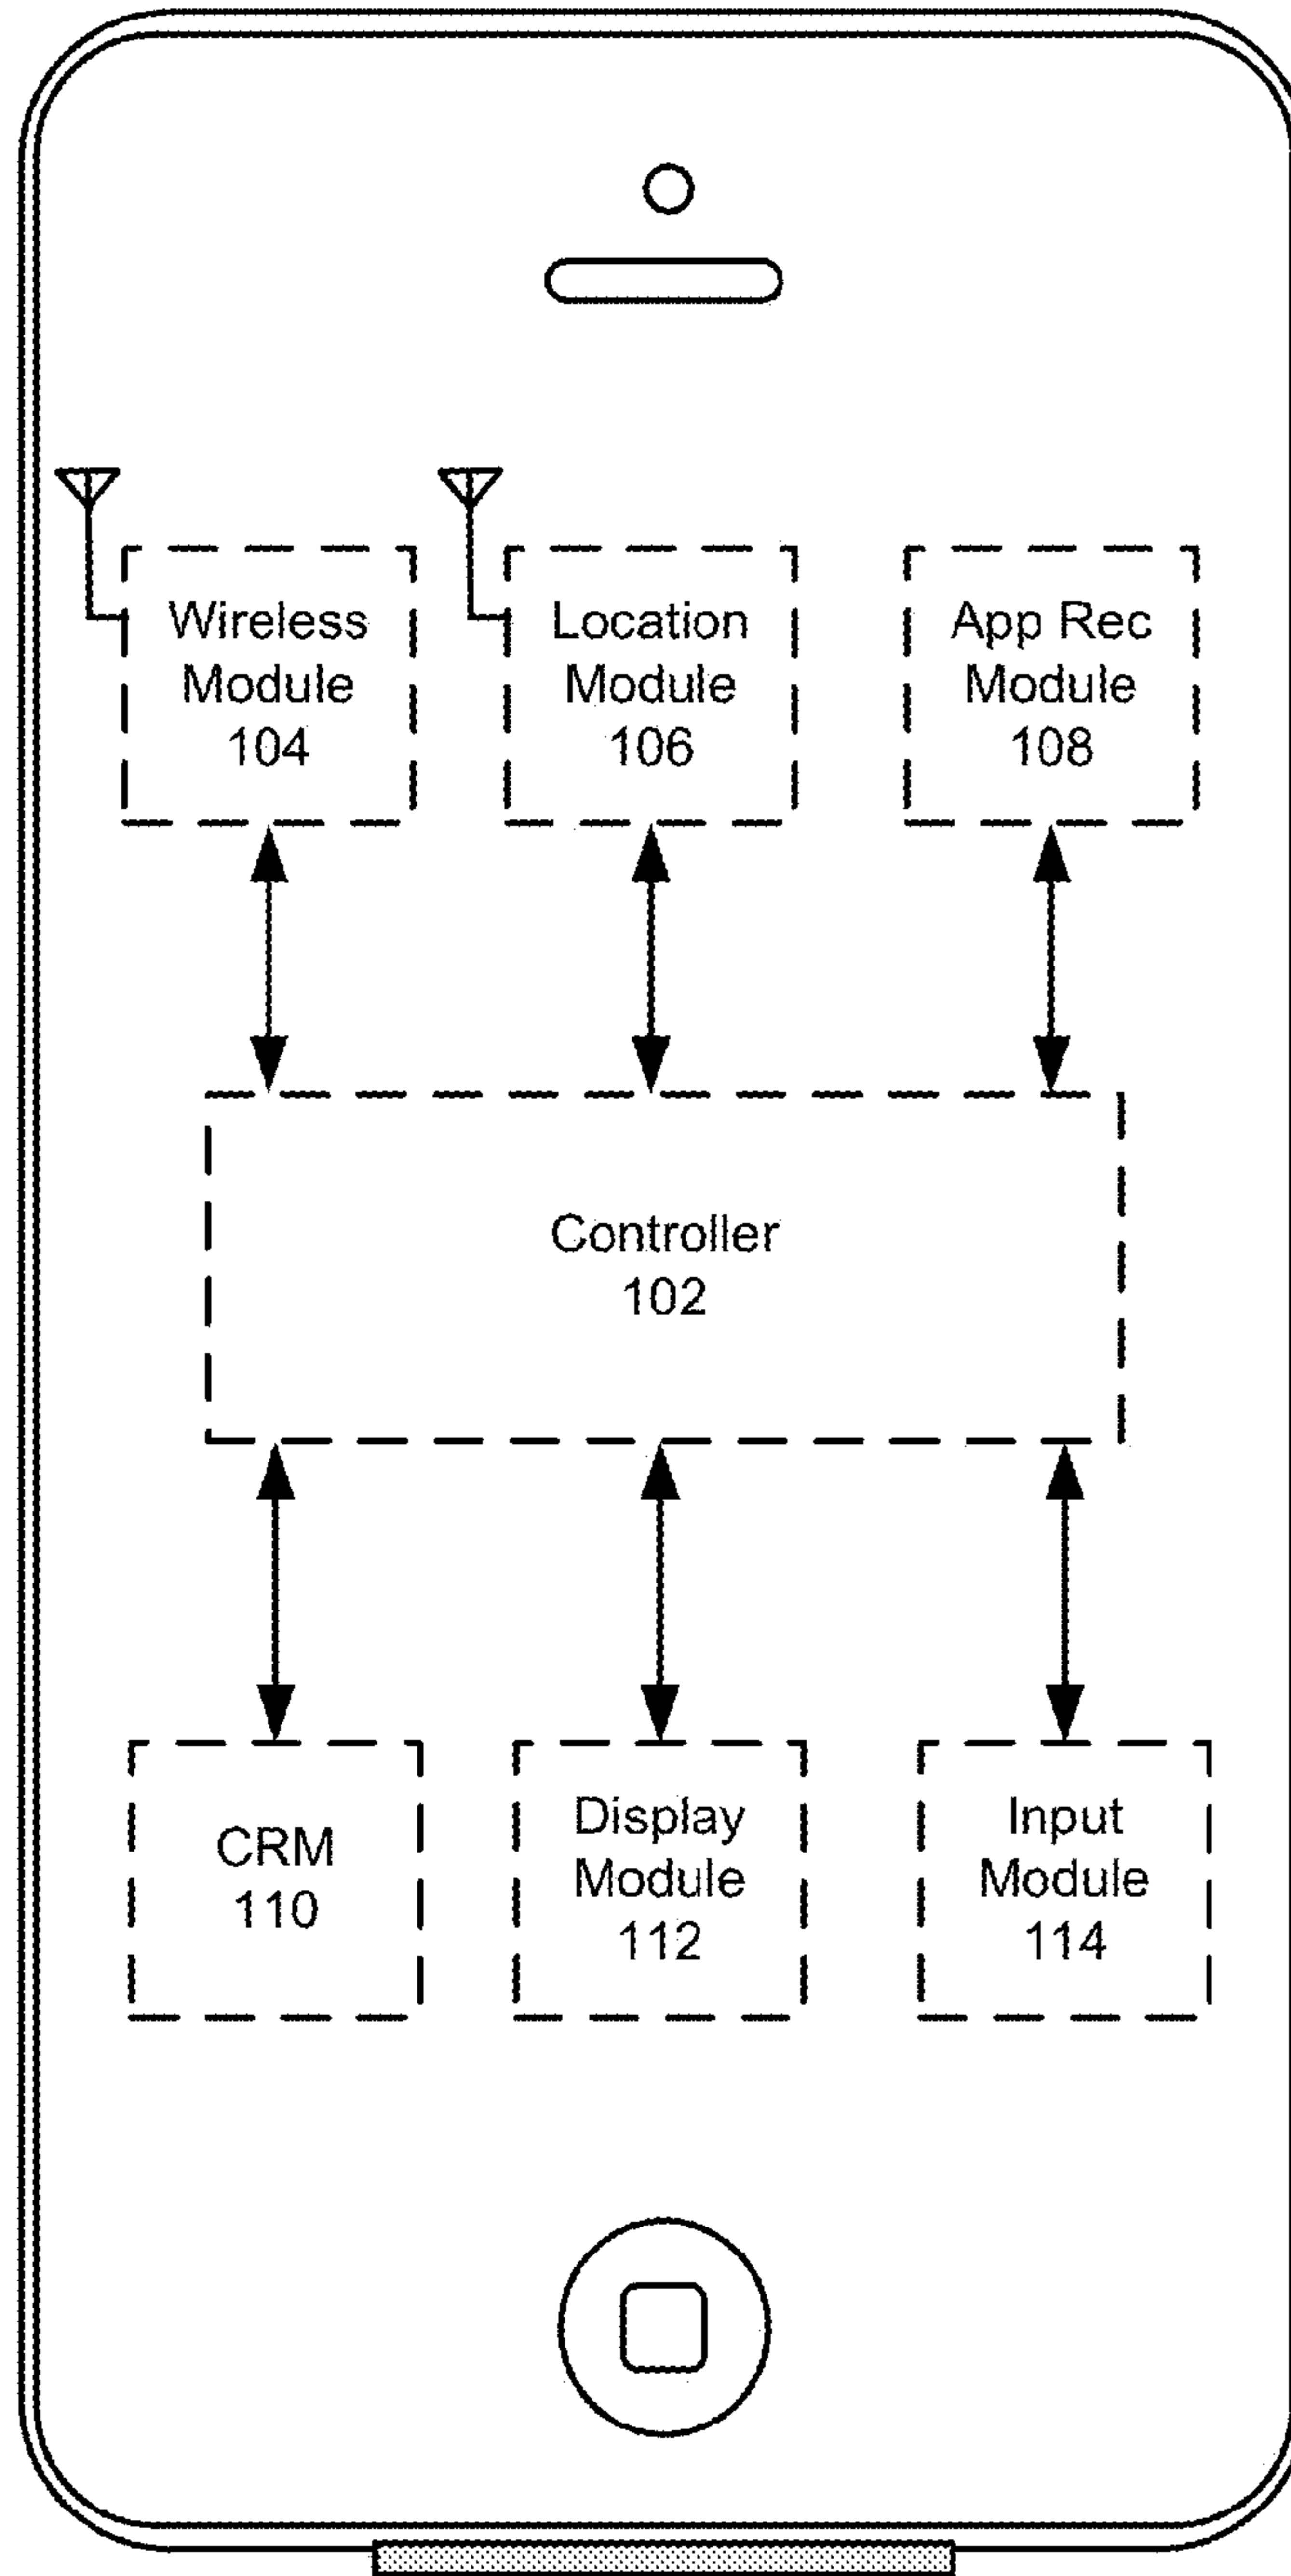 Wireless
Module
104
Location
Module
106
App Rec
Module
108
Controller
102
CRM
110
Display
Module
112
Input
Module
114